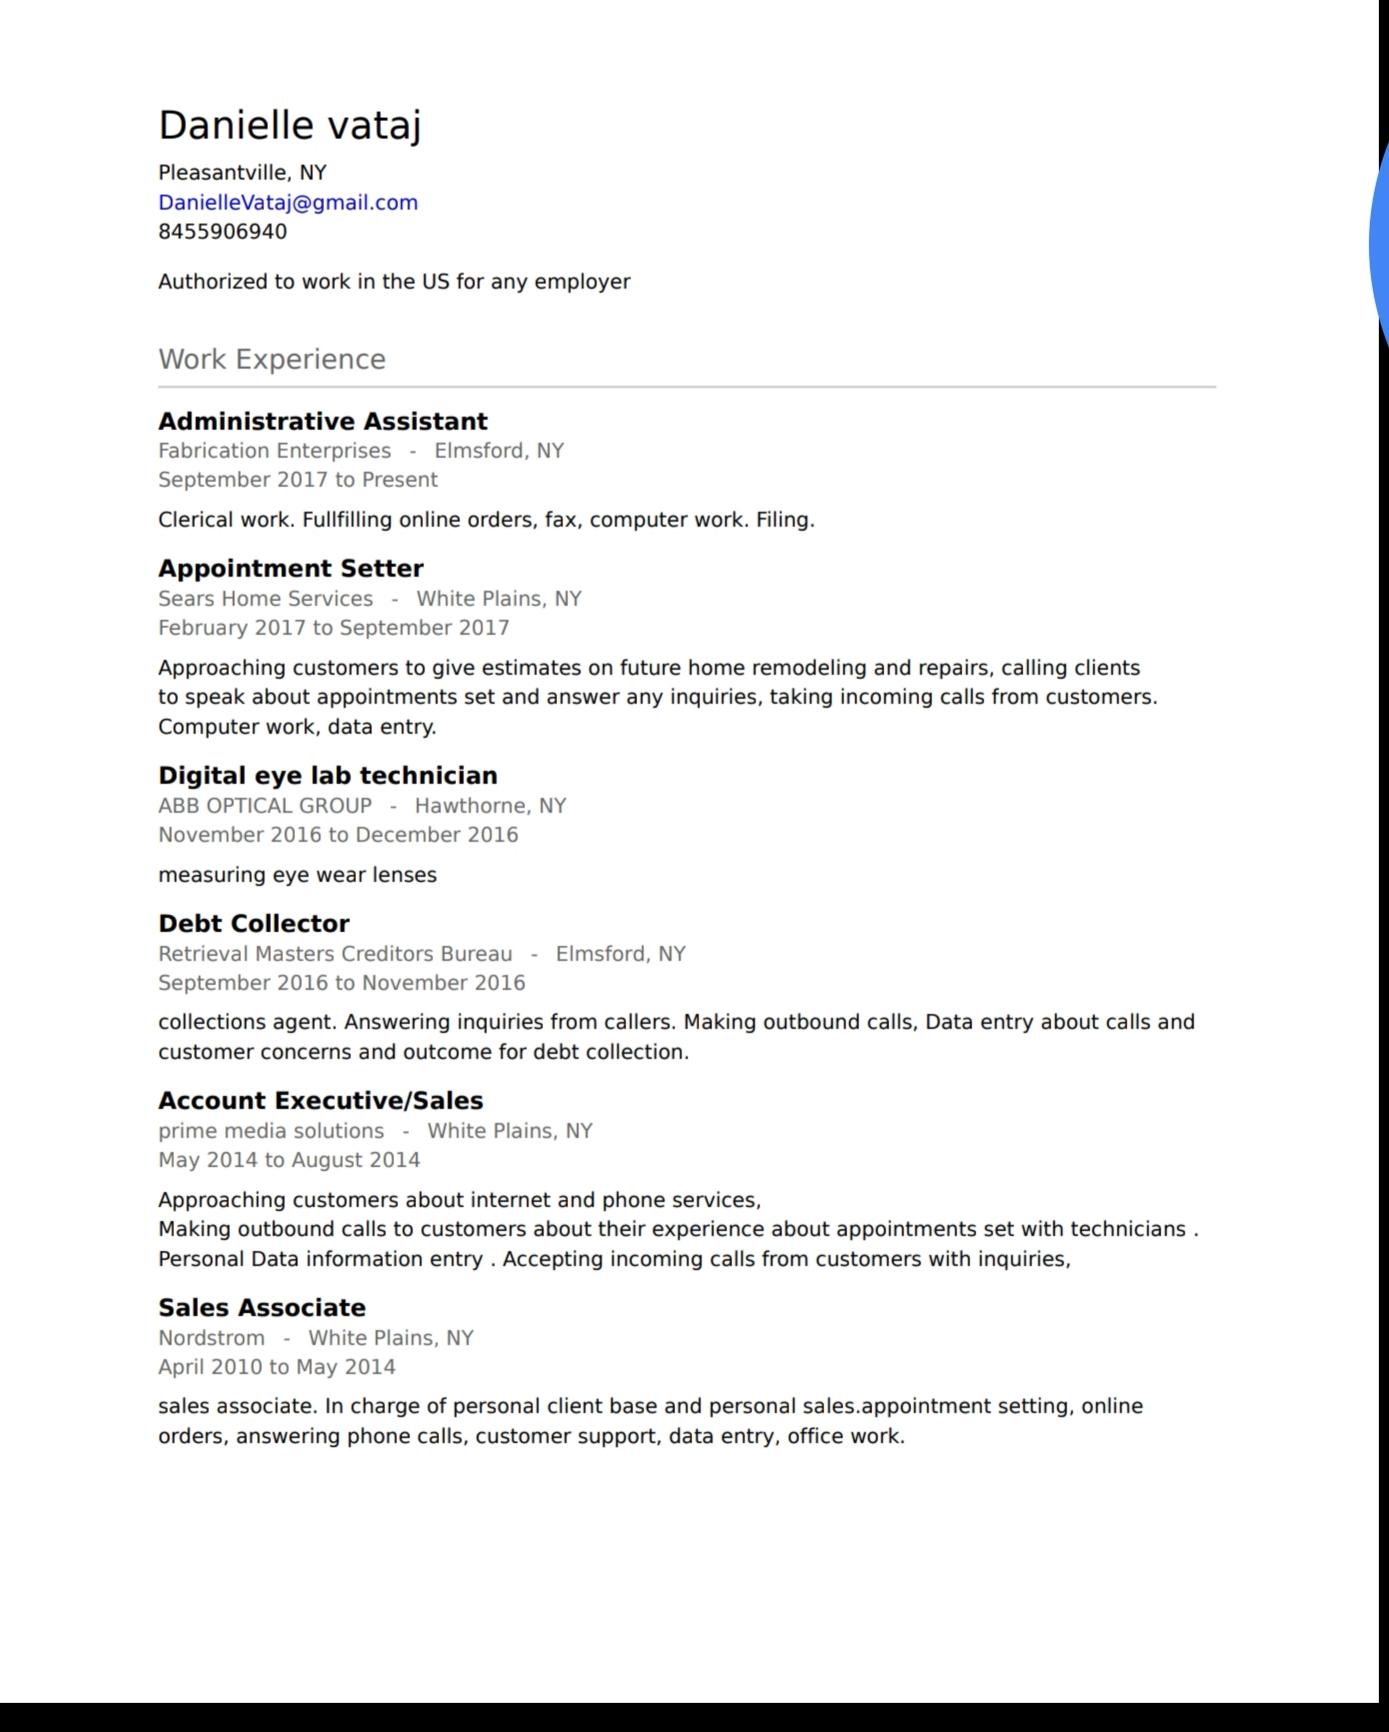 Danielle vataj
Pleasantville, NY
DanielleVataj@gmail.com
8455906940
Authorized to work in the US for any employer
Work Experience
Administrative Assistant
Fabrication Enterprises - Elmsford, NY
September 2017 to Present
Clerical work. Fullfilling online orders, fax, computer work. Filing.
Appointment Setter
Sears Home Services - White Plains, NY
February 2017 to September 2017
Approaching customers to give estimates on future home remodeling and repairs, calling clients
to speak about appointments set and answer any inquiries, taking incoming calls from customers.
Computer work, data entry.
Digital eye lab technician
ABB OPTICAL GROUP - Hawthorne, NY
November 2016 to December 2016
measuring eye wear lenses
Debt Collector
Retrieval Masters Creditors Bureau - Elmsford, NY
September 2016 to November 2016
collections agent. Answering inquiries from callers. Making outbound calls, Data entry about calls and
customer concerns and outcome for debt collection.
Account Executive/Sales
prime media solutions - White Plains, NY
May 2014 to August 2014
Approaching customers about internet and phone services,
Making outbound calls to customers about their experience about appointments set with technicians .
Personal Data information entry . Accepting incoming calls from customers with inquiries,
Sales Associate
Nordstrom - White Plains, NY
April 2010 to May 2014
sales associate. In charge of personal client base and personal sales.appointment setting, online
orders, answering phone calls, customer support, data entry, office work.